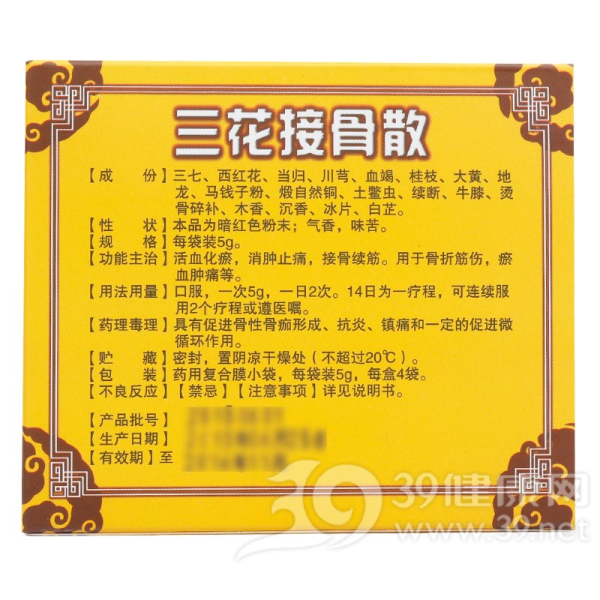 三花接骨散
【成　份】三七、西红花、当归、川芎、血竭、桂枝、大黄、地
龙、马钱子粉、煅自然铜、土鳖虫、续断、牛膝、烫
骨碎补、木香、沉香、冰片、白芷。
【性　状】本品为暗红色粉末；气香，味苦。
【规　格】每袋装5g。
【功能主治】活血化瘀，消肿止痛，接骨续筋。用于骨折筋伤，瘀
血肿痛等。
【用法用量】口服，一次5g，一日2次。14日为一疗程，可连续服
用2个疗程或遵医嘱。
【药理毒理】具有促进骨性骨痂形成、抗炎、镇痛和一定的促进微
循环作用。
【贮　藏】密封，置阴凉干燥处（不超过20℃）。
【包　装】药用复合膜小袋，每袋装5g，每盒4袋。
【不良反应】【禁忌】【注意事项】详见说明书。
【产品批号】
【生产日期】
【有效期】至
39健康网
www.39.net